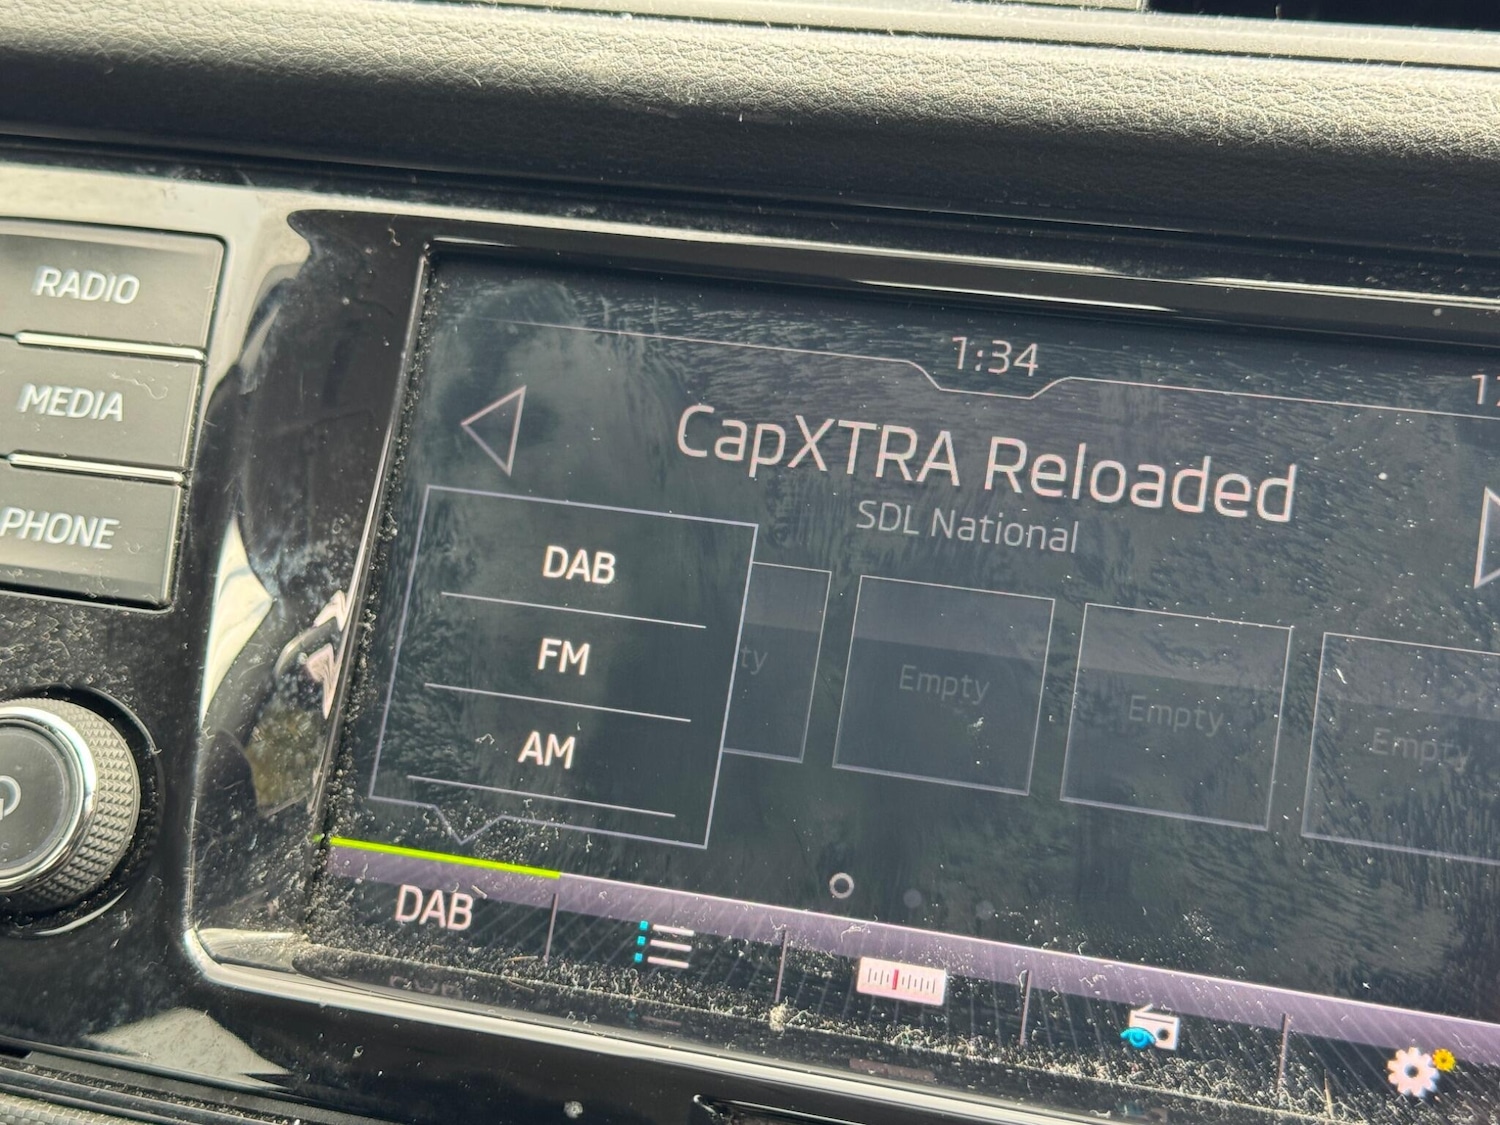 RADIO
MEDIA
PHONE
1:34
CapXTRA Reloaded
SDL National
DAB
FM
AM
Empty
Empty
Empty
DAB